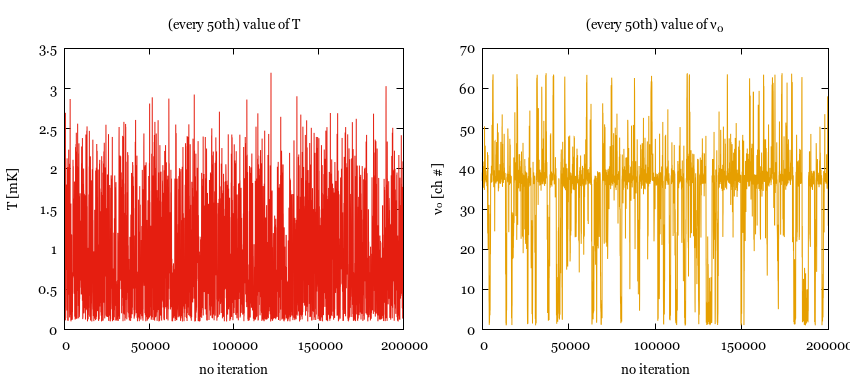 (every 50th) value of T
3.5
3
2.5
2
1.5
1
0.5
0
T [mK]
0 50000 100000 150000 200000
no iteration
(every 50th) value of ν₀
70
60
50
40
30
20
10
0
ν₀ [ch #]
0 50000 100000 150000 200000
no iteration